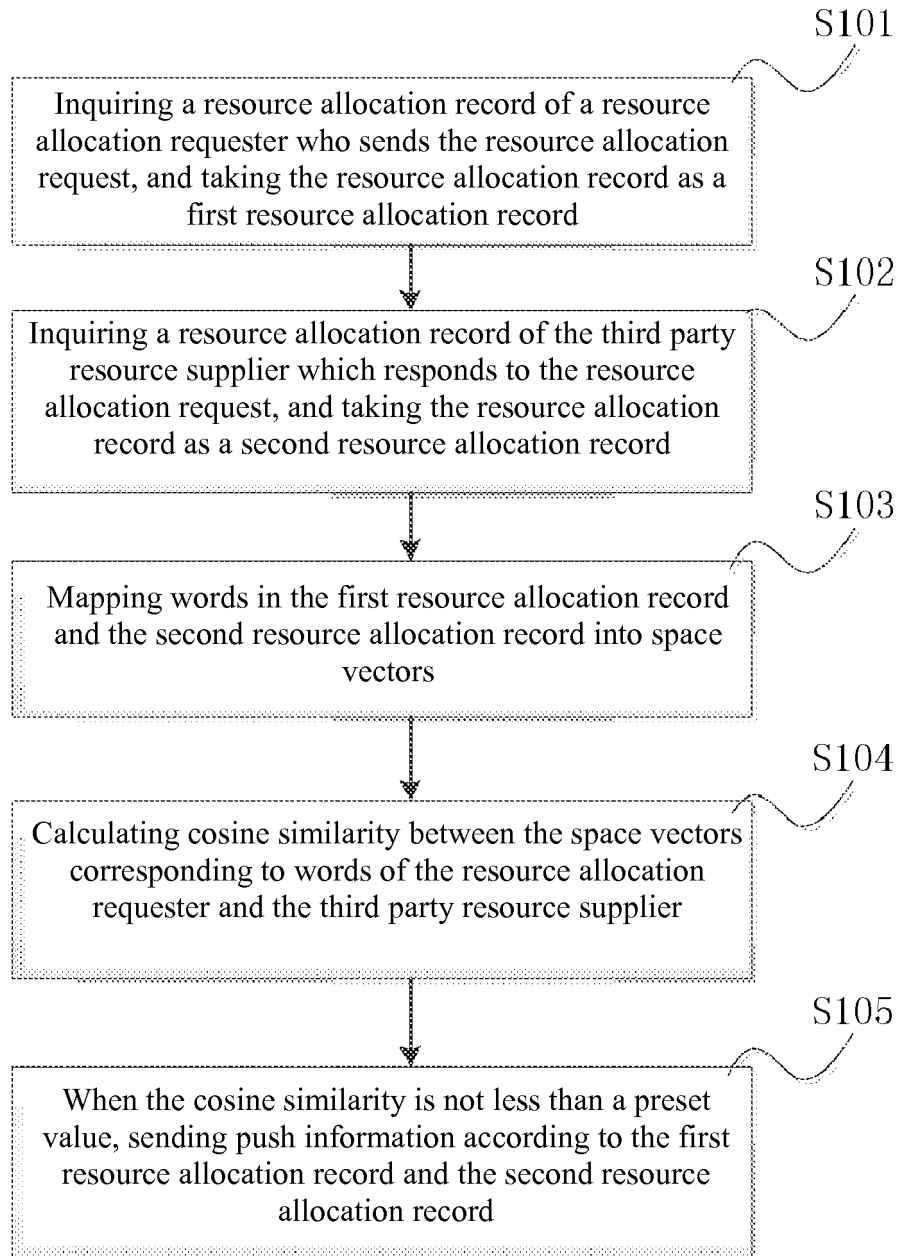 S101
Inquiring a resource allocation record of a resource
allocation requester who sends the resource allocation
request, and taking the resource allocation record as a
first resource allocation record
S102
Inquiring a resource allocation record of the third party
resource supplier which responds to the resource
allocation request, and taking the resource allocation
record as a second resource allocation record
S103
Mapping words in the first resource allocation record
and the second resource allocation record into space
vectors
S104
Calculating cosine similarity between the space vectors
corresponding to words of the resource allocation
requester and the third party resource supplier
S105
When the cosine similarity is not less than a preset
value, sending push information according to the first
resource allocation record and the second resource
allocation record